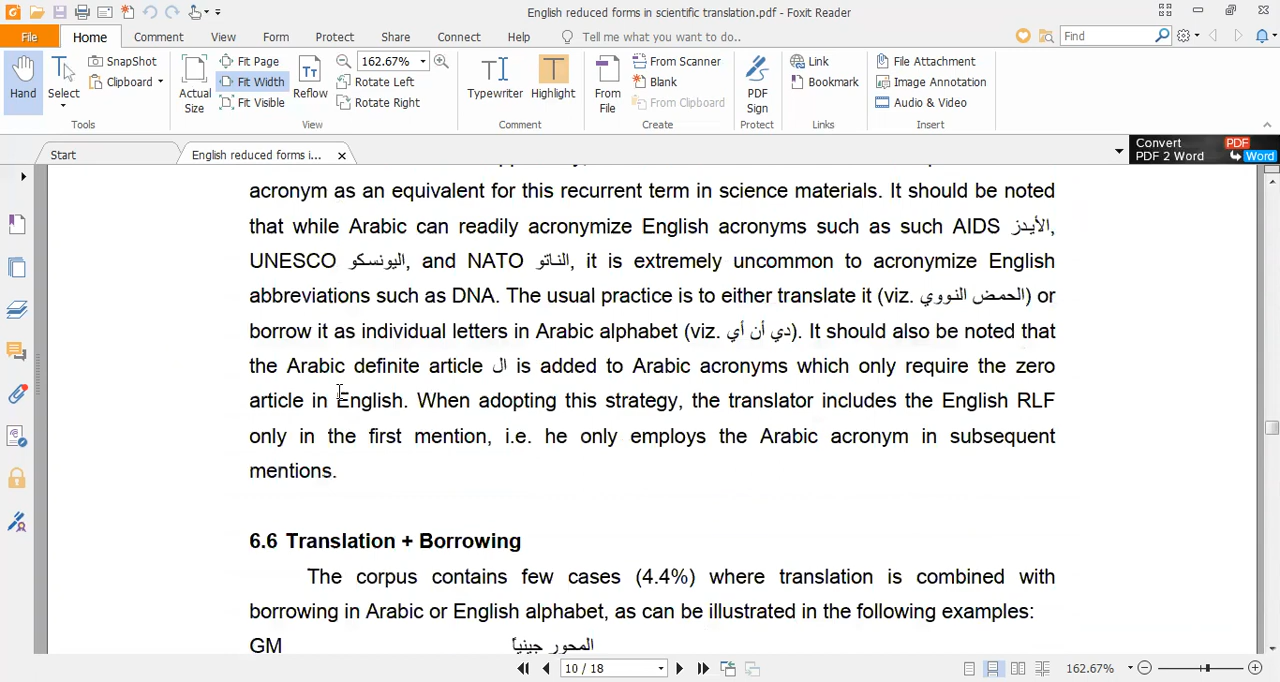 English reduced forms in scientific translation.pdf - Foxit Reader
File Home Comment View Form Protect Share Connect Help Tell me what you want to do.. Find
SnapShot Fit Page 162.67% From Scanner Link File Attachment
Clipboard Fit Width Rotate Left Blank Bookmark Image Annotation
Hand Select Actual Size Reflow Fit Visible Rotate Right Typewriter Highlight From File From Clipboard PDF Sign Audio & Video
Tools View Comment Create Protect Links Insert
Start English reduced forms i... Convert PDF 2 Word PDF Word
acronym as an equivalent for this recurrent term in science materials. It should be noted
that while Arabic can readily acronymize English acronyms such as such AIDS الأيدز,
UNESCO اليونسكو, and NATO الناتو, it is extremely uncommon to acronymize English
abbreviations such as DNA. The usual practice is to either translate it (viz. الحمض النووي) or
borrow it as individual letters in Arabic alphabet (viz. دي أن أي). It should also be noted that
the Arabic definite article ال is added to Arabic acronyms which only require the zero
article in English. When adopting this strategy, the translator includes the English RLF
only in the first mention, i.e. he only employs the Arabic acronym in subsequent
mentions.
6.6 Translation + Borrowing
The corpus contains few cases (4.4%) where translation is combined with
borrowing in Arabic or English alphabet, as can be illustrated in the following examples:
GM المحور جينياً
10 / 18 162.67%